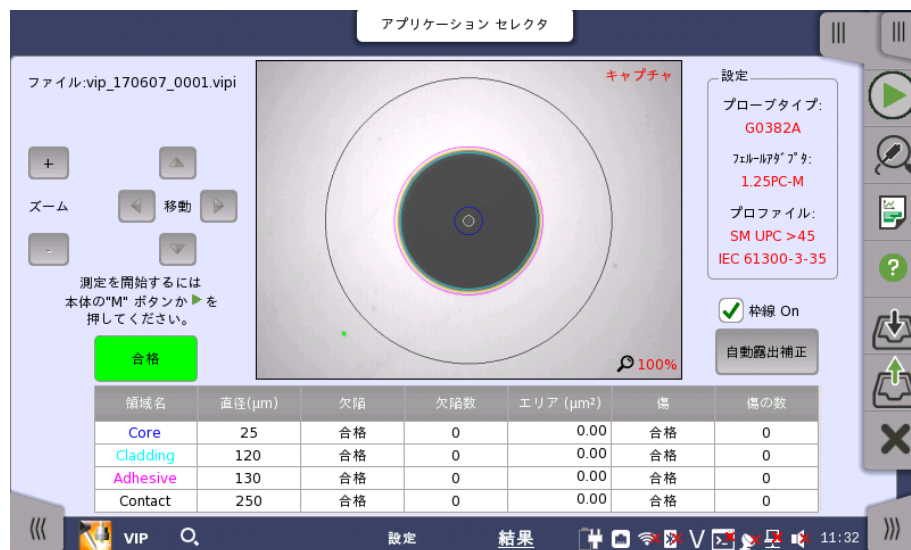 アプリケーション セレクタ
ファイル:vip_170607_0001.vipi
キャプチャ
設定
プローブタイプ:
G0382A
フェルールアダプタ:
1.25PC-M
プロファイル:
SM UPC >45
IEC 61300-3-35
+
ズーム
移動
-
測定を開始するには
本体の"M" ボタンか を
押してください。
合格
100%
枠線 On
自動露出補正
領域名 直径(μm) 欠陥 欠陥数 エリア (μm²) 傷 傷の数
Core 25 合格 0 0.00 合格 0
Cladding 120 合格 0 0.00 合格 0
Adhesive 130 合格 0 0.00 合格 0
Contact 250 合格 0 0.00 合格 0
VIP 設定 結果 V 11:32